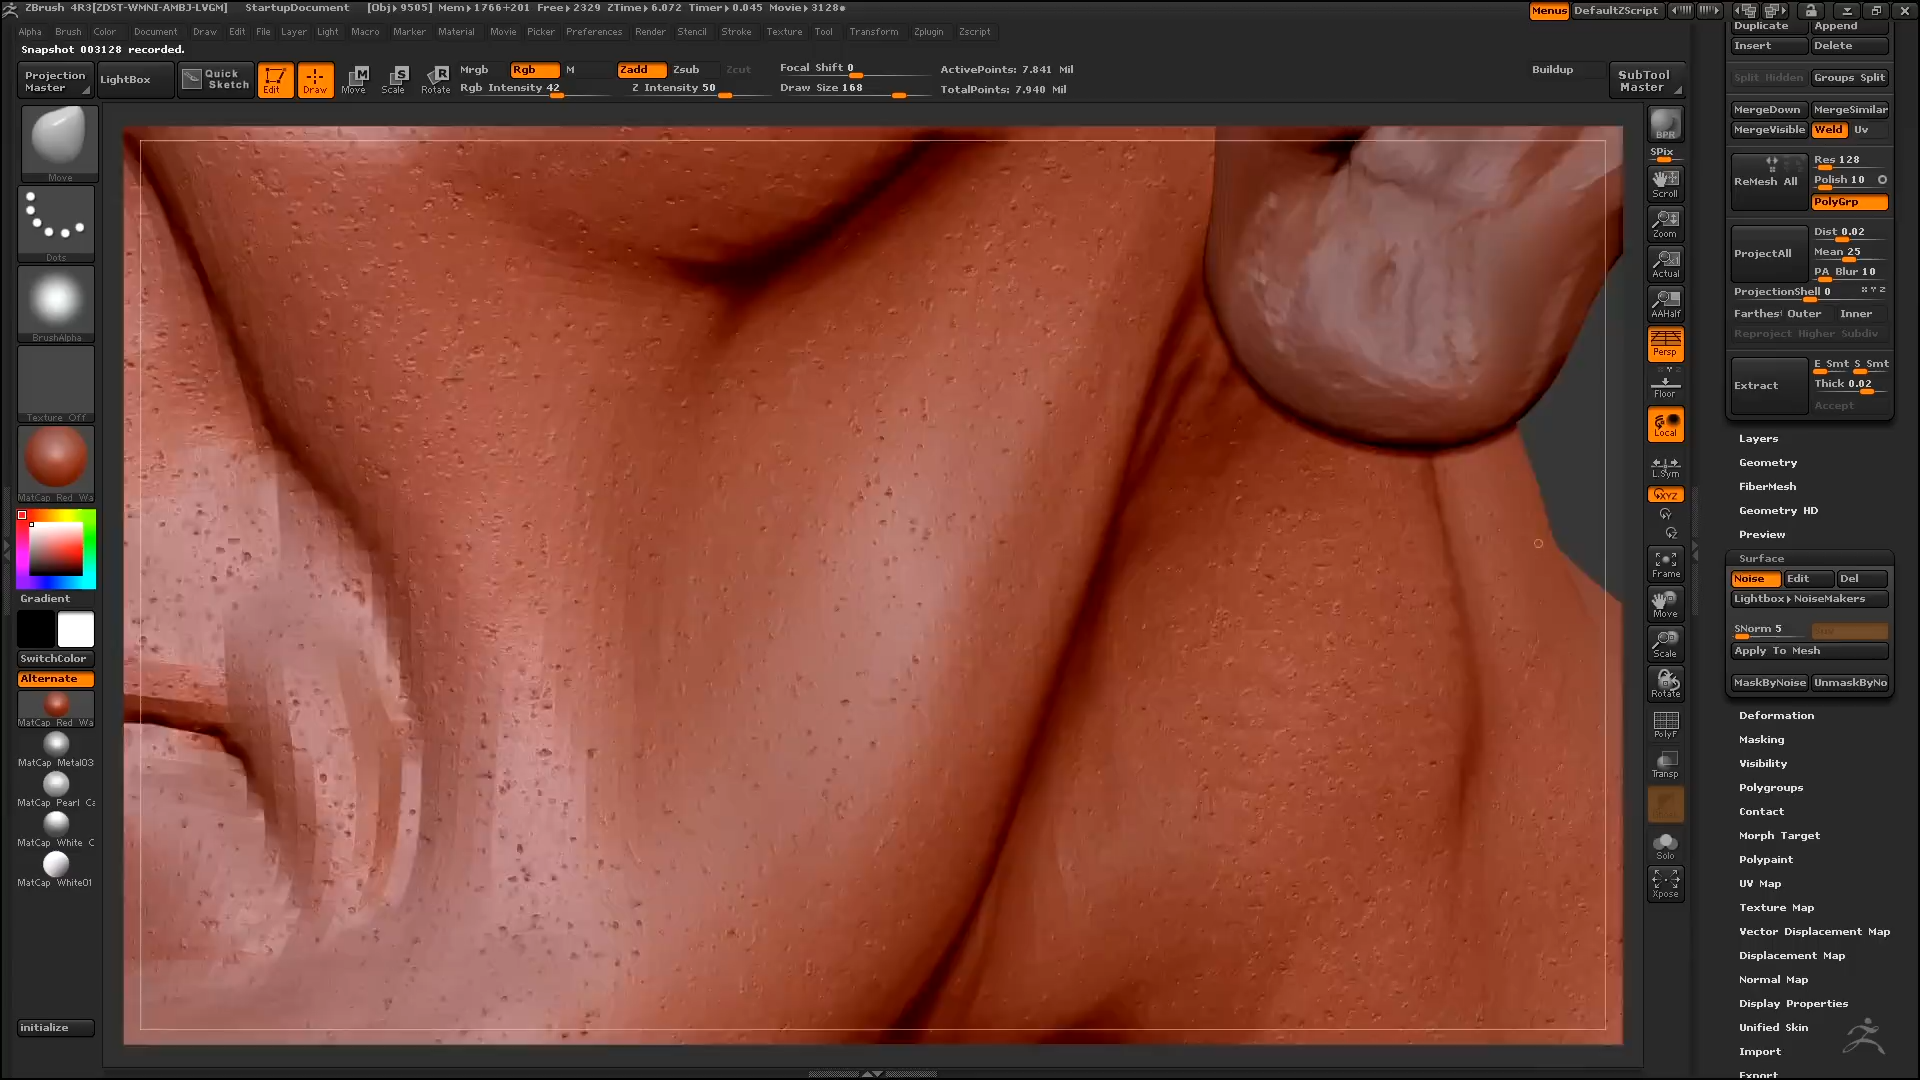 ZBrush 4R3[ZDST-WMNI-AMBJ-LVGM] StartupDocument [Obj▸ 9505] Mem▸1766+201 Free▸2329 ZTime▸6.072 Timer▸0.045 Movie▸3128 Menus DefaultZScript
Alpha Brush Color Document Draw Edit File Layer Light Macro Marker Material Movie Picker Preferences Render Stencil Stroke Texture Tool Transform Zplugin Zscript
Snapshot 003128 recorded.
Projection Master
LightBox
Quick Sketch
Edit Draw Move Scale Rotate
Mrgb Rgb M
Rgb Intensity 42
Zadd Zsub Zcut
Z Intensity 50
Focal Shift 0
Draw Size 168
ActivePoints: 7.841 Mil
TotalPoints: 7.940 Mil
Buildup
SubTool Master
Move
Dots
BrushAlpha
Texture Off
MatCap Red Wa
Gradient
SwitchColor
Alternate
MatCap Red Wa
MatCap Metal03
MatCap Pearl Ca
MatCap White C
MatCap White01
initialize
BPR
SPix
Scroll
Zoom
Actual
AAHalf
Persp
Floor
Local
L.Sym
XYZ
Y
Z
Frame
Move
Scale
Rotate
PolyF
Transp
Solo
Xpose
Duplicate Append
Insert Delete
Split Hidden Groups Split
MergeDown MergeSimilar
MergeVisible Weld Uv
ReMesh All
Res 128
Polish 10
PolyGrp
ProjectAll
Dist 0.02
Mean 25
PA Blur 10
ProjectionShell 0
Farthest Outer Inner
Reproject Higher Subdiv
Extract
E Smt S Smt
Thick 0.02
Accept
Layers
Geometry
FiberMesh
Geometry HD
Preview
Surface
Noise Edit Del
Lightbox▸NoiseMakers
SNorm 5
Apply To Mesh
MaskByNoise UnmaskByNo
Deformation
Masking
Visibility
Polygroups
Contact
Morph Target
Polypaint
UV Map
Texture Map
Vector Displacement Map
Displacement Map
Normal Map
Display Properties
Unified Skin
Import
Export